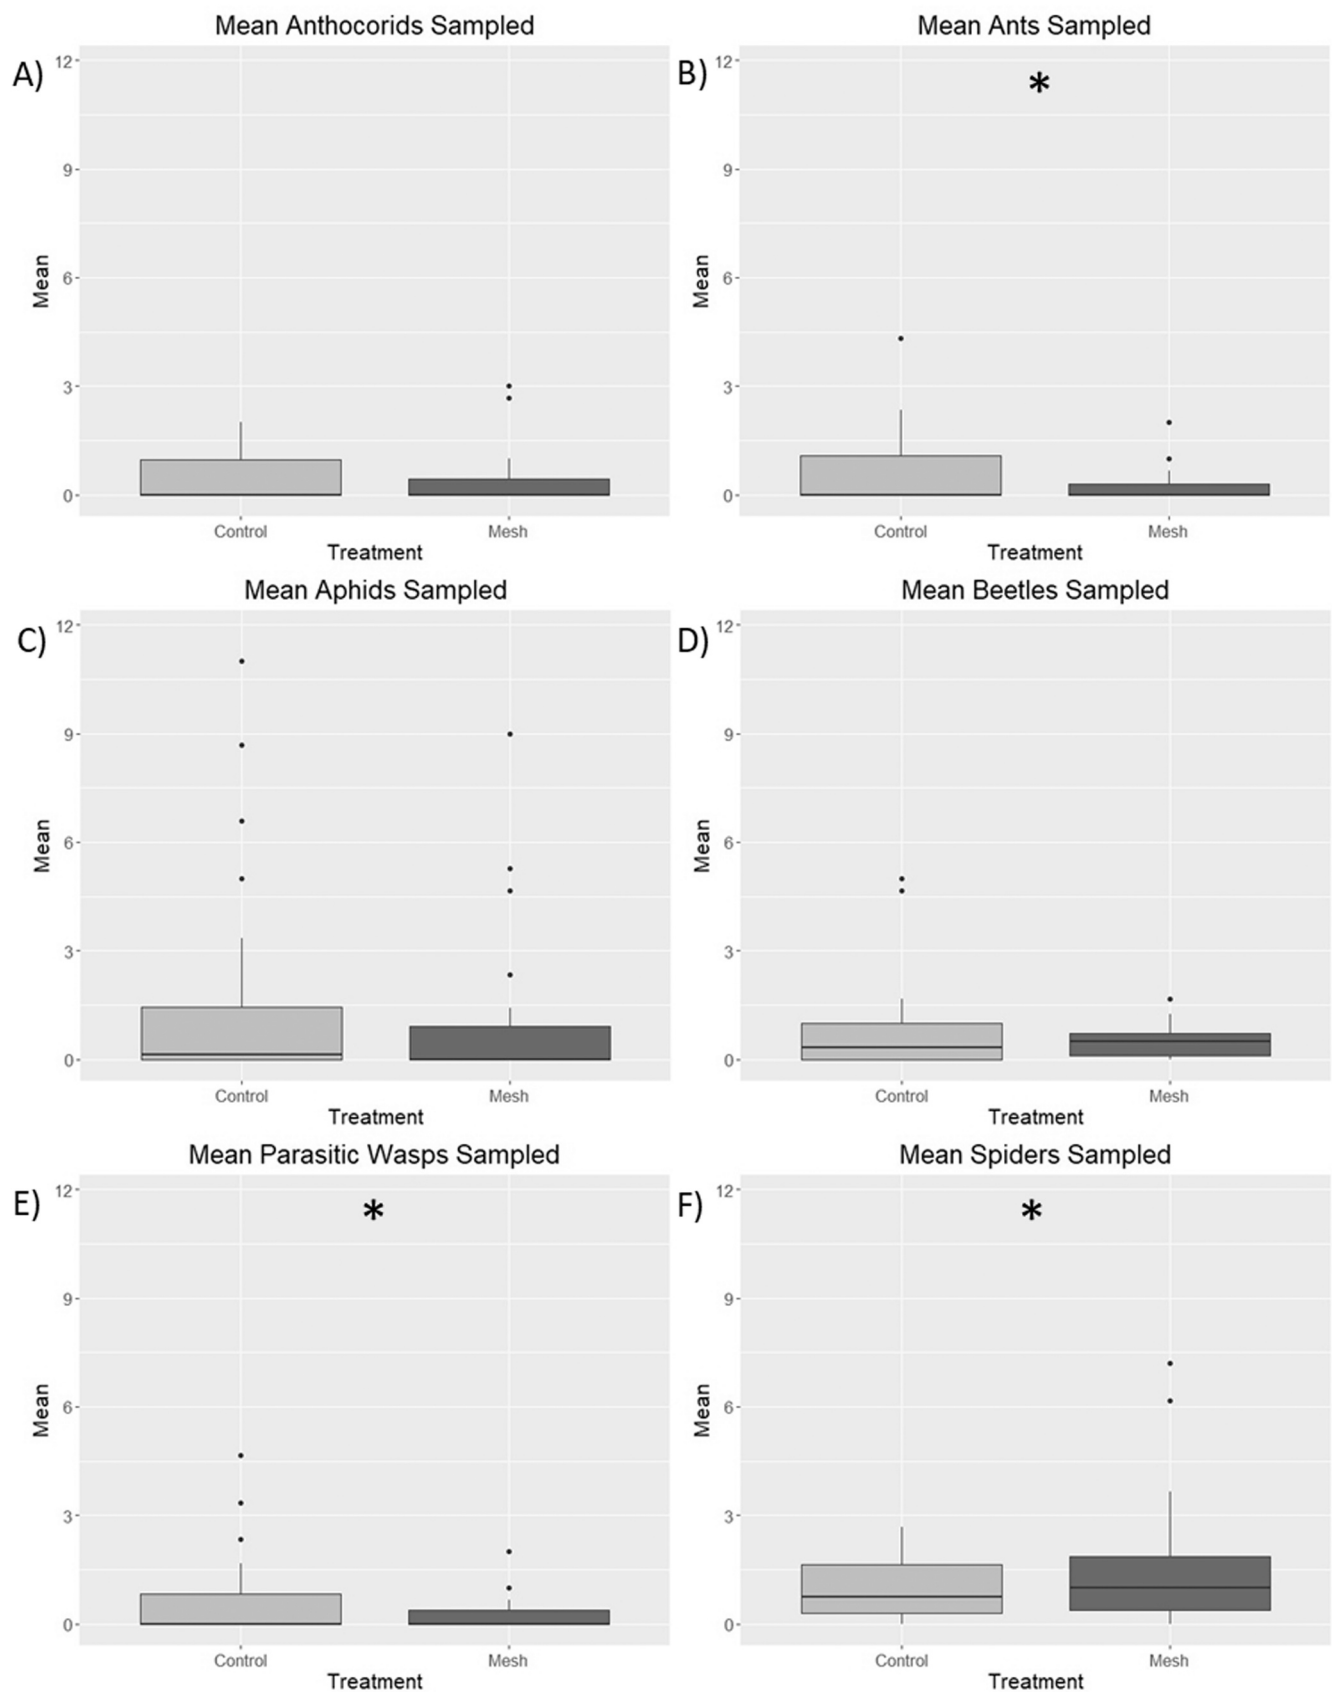 Mean Anthocorids Sampled
A)
12
9
6
3
0
Mean
Control
Mesh
Treatment
Mean Ants Sampled
B)
*
12
9
6
3
0
Mean
Control
Mesh
Treatment
Mean Aphids Sampled
C)
12
9
6
3
0
Mean
Control
Mesh
Treatment
Mean Beetles Sampled
D)
12
9
6
3
0
Mean
Control
Mesh
Treatment
Mean Parasitic Wasps Sampled
E)
*
12
9
6
3
0
Mean
Control
Mesh
Treatment
Mean Spiders Sampled
F)
*
12
9
6
3
0
Mean
Control
Mesh
Treatment